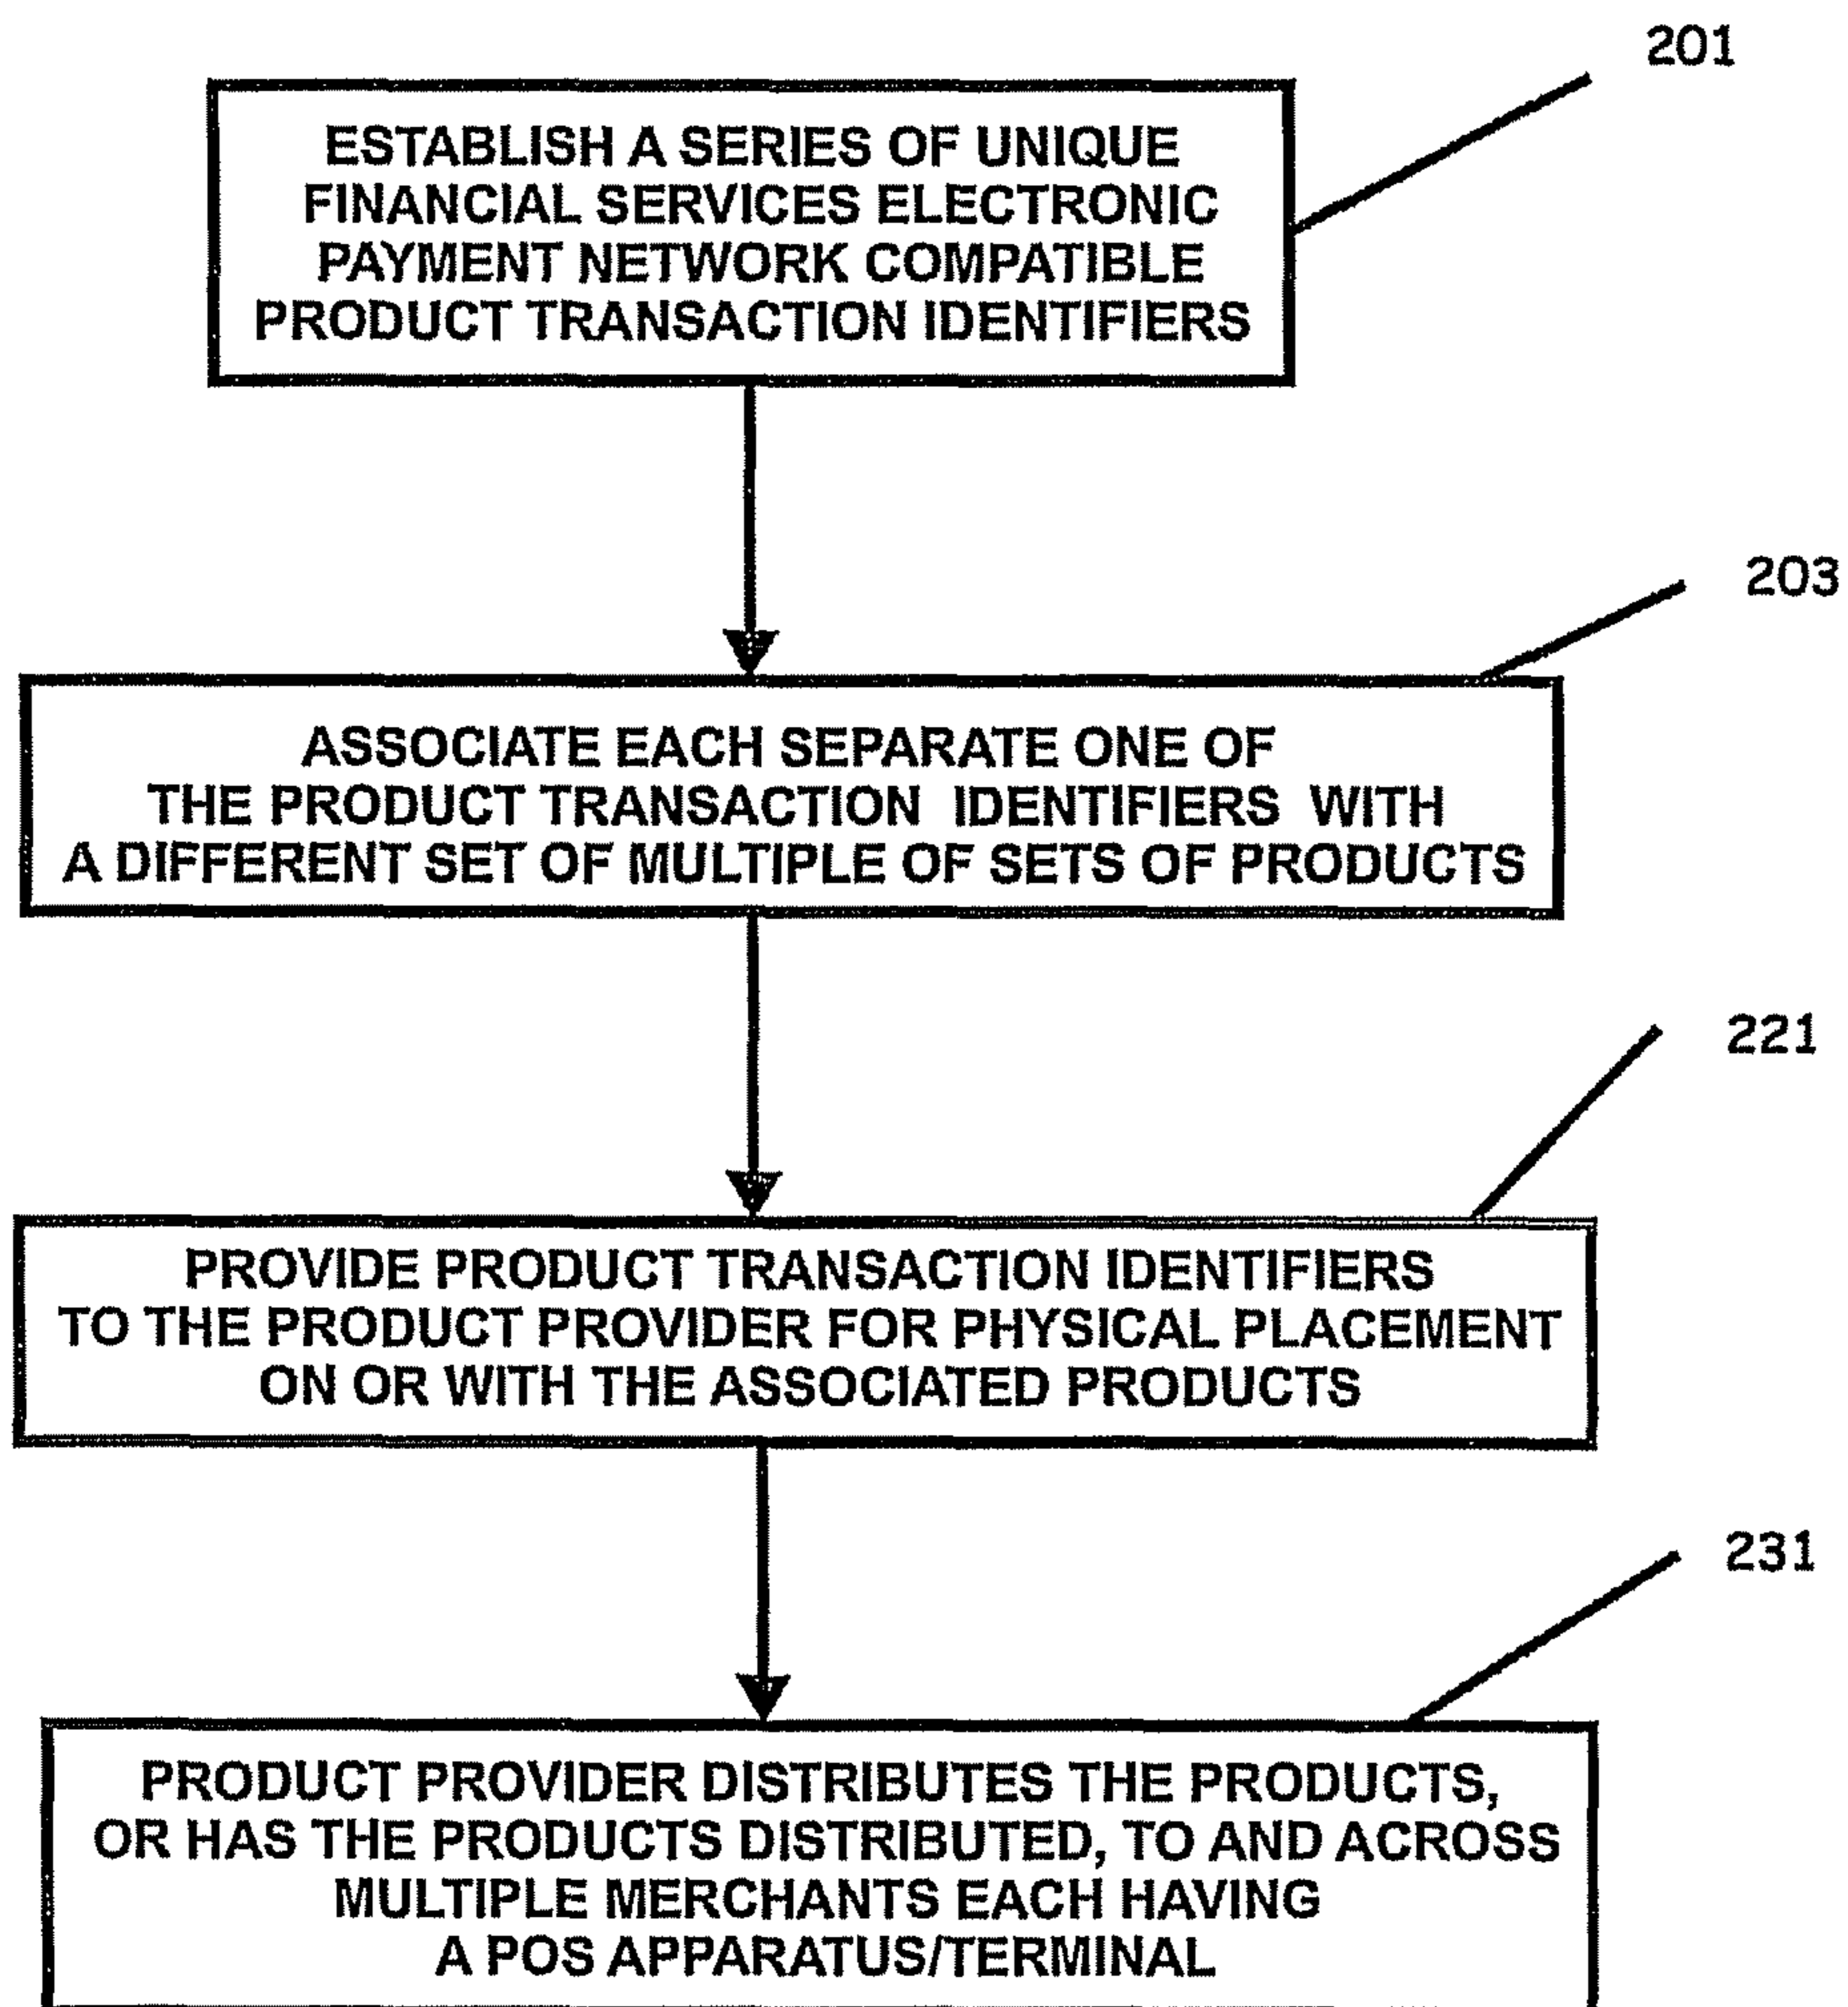 201
ESTABLISH A SERIES OF UNIQUE
FINANCIAL SERVICES ELECTRONIC
PAYMENT NETWORK COMPATIBLE
PRODUCT TRANSACTION IDENTIFIERS
203
ASSOCIATE EACH SEPARATE ONE OF
THE PRODUCT TRANSACTION IDENTIFIERS WITH
A DIFFERENT SET OF MULTIPLE OF SETS OF PRODUCTS
221
PROVIDE PRODUCT TRANSACTION IDENTIFIERS
TO THE PRODUCT PROVIDER FOR PHYSICAL PLACEMENT
ON OR WITH THE ASSOCIATED PRODUCTS
231
PRODUCT PROVIDER DISTRIBUTES THE PRODUCTS,
OR HAS THE PRODUCTS DISTRIBUTED, TO AND ACROSS
MULTIPLE MERCHANTS EACH HAVING
A POS APPARATUS/TERMINAL